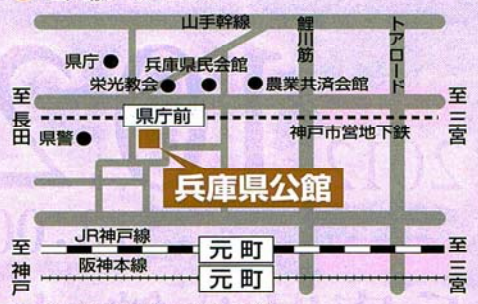 山手幹線
鯉川筋
トアロード
県庁
兵庫県民会館
栄光教会
農業共済会館
至長田
県庁前
至三宮
県警
神戸市営地下鉄
兵庫県公館
JR神戸線
元町
至神戸
阪神本線
元町
至三宮